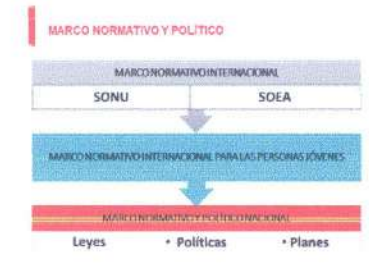 MARCO NORMATIVO Y POLÍTICO
MARCO NORMATIVO INTERNACIONAL
SONU SOEA
MARCO NORMATIVO INTERNACIONAL PARA LAS PERSONAS JÓVENES
MARCO NORMATIVO Y POLÍTICO NACIONAL
Leyes • Políticas • Planes